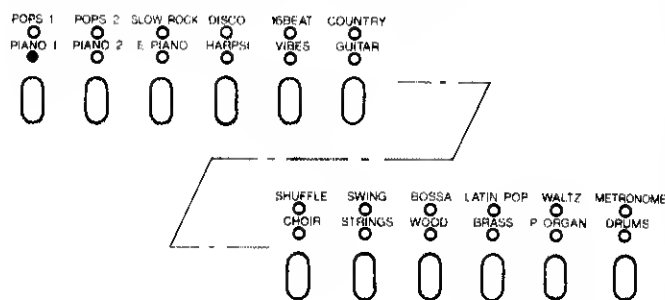 POPS 1 POPS 2 SLOW ROCK DISCO 16BEAT COUNTRY
PIANO 1 PIANO 2 E PIANO HARPSI VIBES GUITAR
SHUFFLE SWING BOSSA LATIN POP WALTZ METRONOME
CHOIR STRINGS WOOD BRASS P ORGAN DRUMS